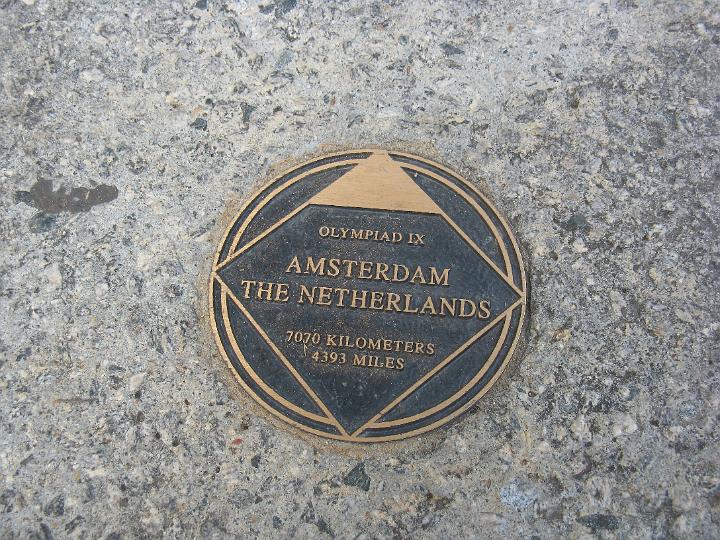 OLYMPIAD IX
AMSTERDAM
THE NETHERLANDS
7070 KILOMETERS
4393 MILES